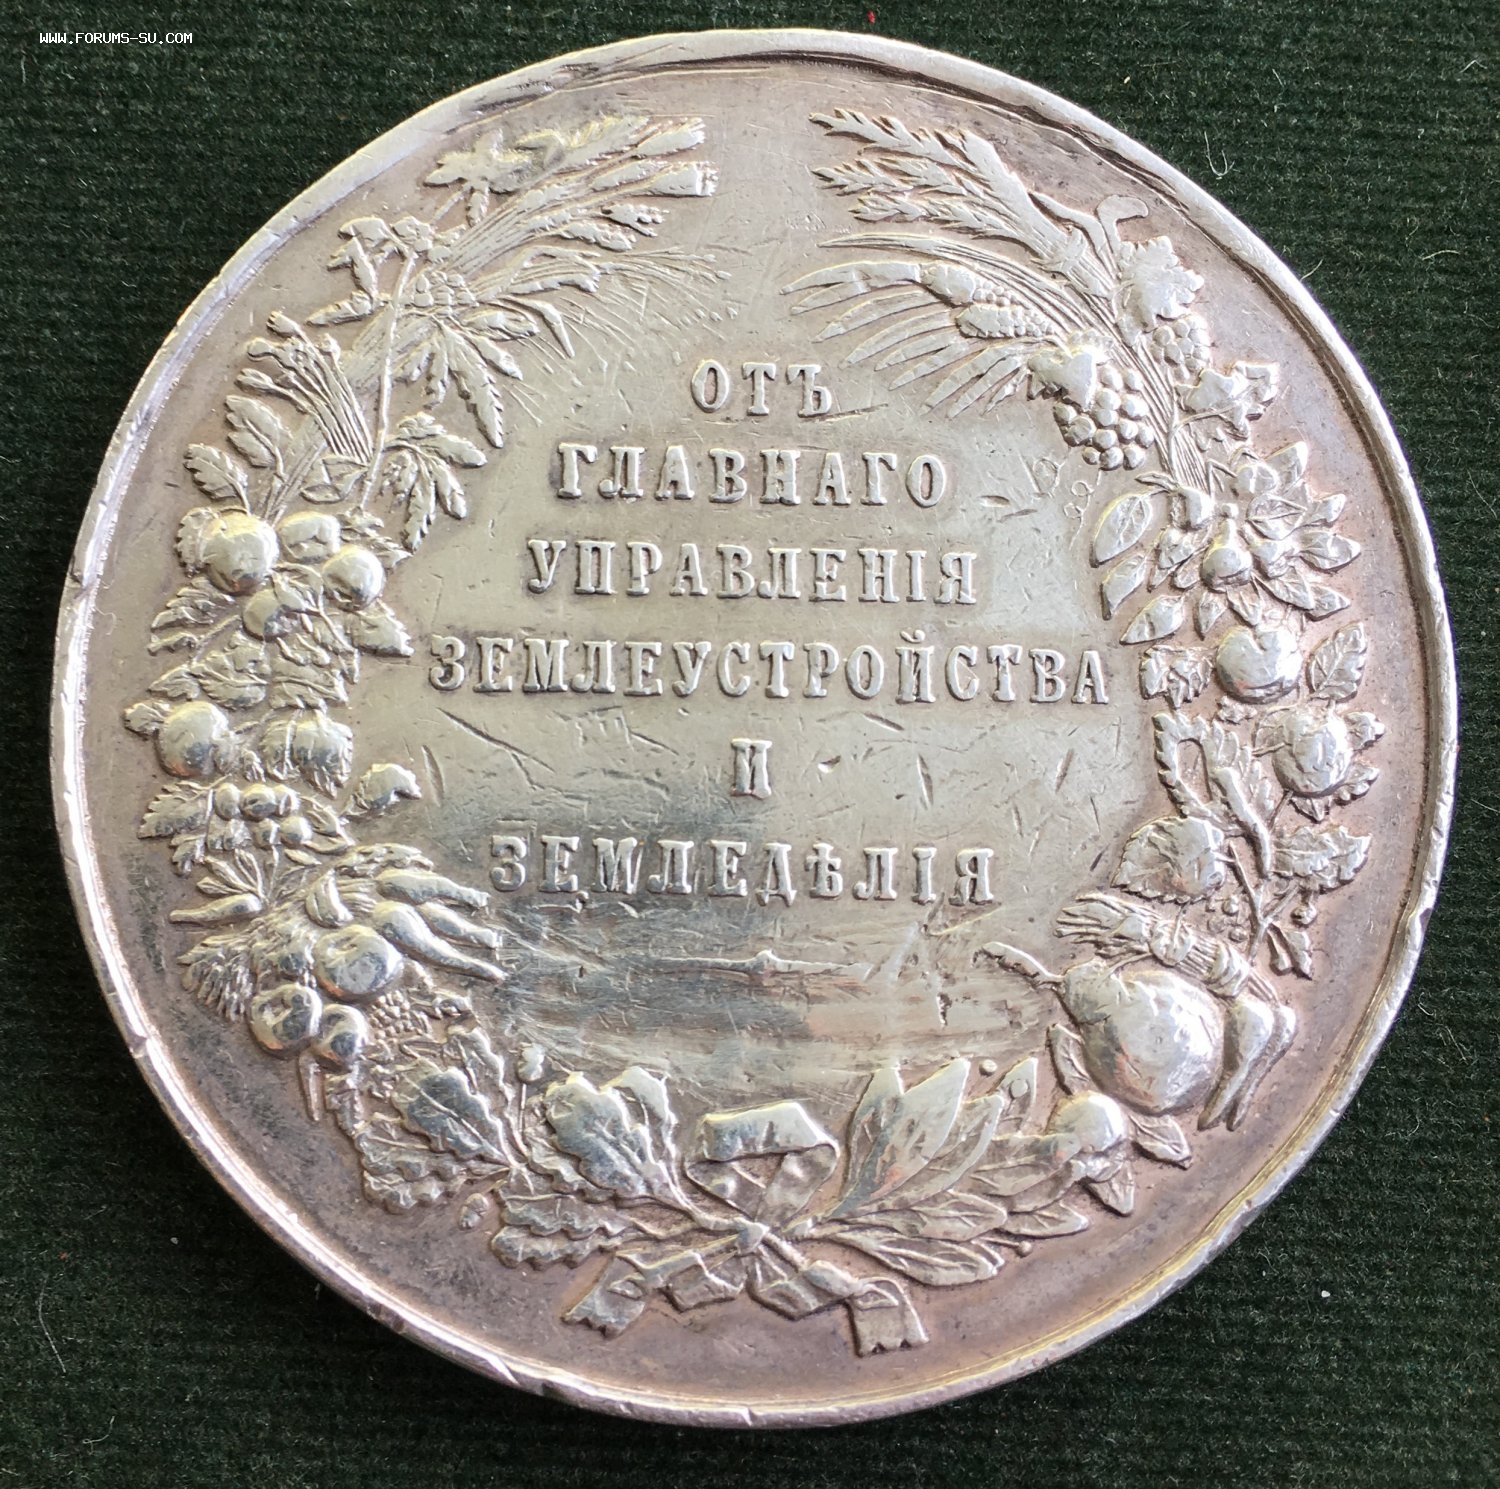 WWW.FORUMS-SU.COM
ОТЪ
ГЛАВНАГО
УПРАВЛЕНІЯ
ЗЕМЛЕУСТРОЙСТВА
И
ЗЕМЛЕДѢЛІЯ